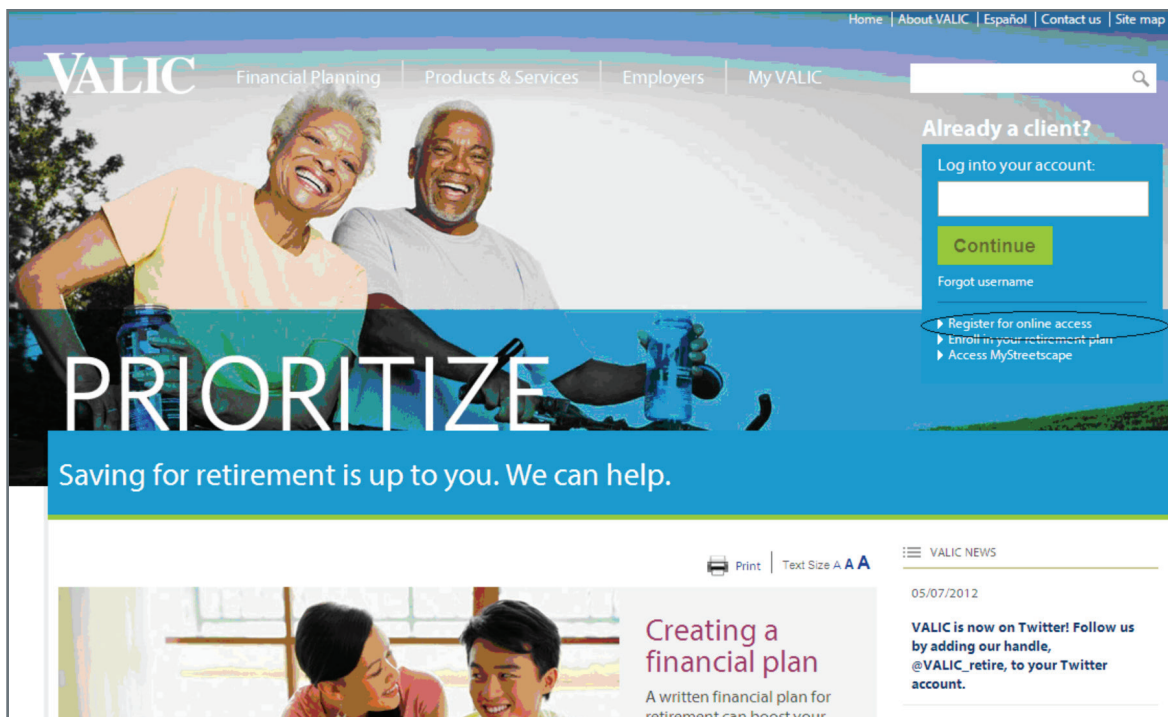 Home | About VALIC | Español | Contact us | Site map
VALIC
Financial Planning | Products & Services | Employers | My VALIC
Already a client?
Log into your account:
Continue
Forgot username
Register for online access
Enroll in your retirement plan
Access MyStreetscape
PRIORITIZE
Saving for retirement is up to you. We can help.
Print | Text Size A A A
VALIC NEWS
05/07/2012
VALIC is now on Twitter! Follow us
by adding our handle,
@VALIC_retire, to your Twitter
account.
Creating a
financial plan
A written financial plan for
retirement can boost your